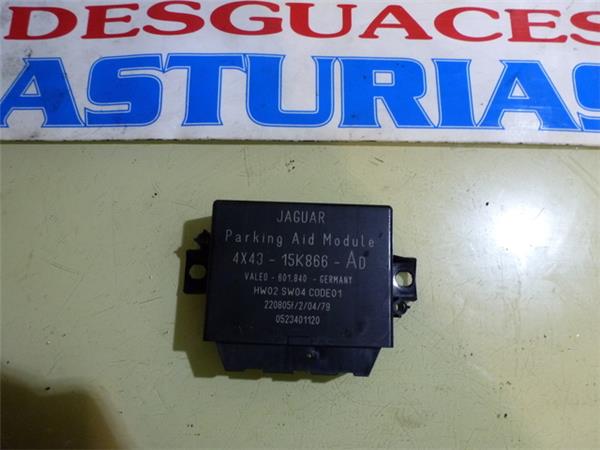 DESGUACES
ASTURIAS
JAGUAR
Parking Aid Module
4X43 - 15K866 - AD
VALEO - 601.840 - GERMANY
HW02 SW04 CODE01
220805f/2/04/79
0523401120